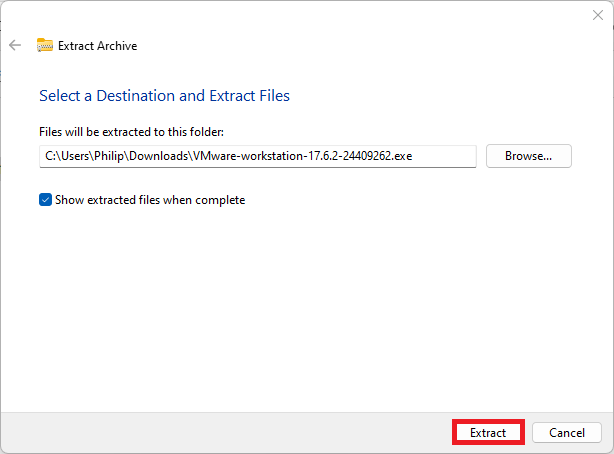 Extract Archive
Select a Destination and Extract Files
Files will be extracted to this folder:
C:\Users\Philip\Downloads\VMware-workstation-17.6.2-24409262.exe
Browse...
Show extracted files when complete
Extract
Cancel